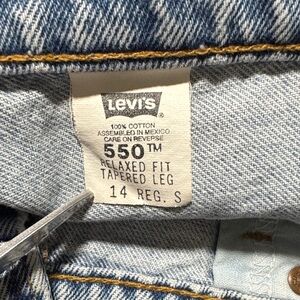 Levi's
100% COTTON
ASSEMBLED IN MEXICO
CARE ON REVERSE
550™
RELAXED FIT
TAPERED LEG
14 REG. S